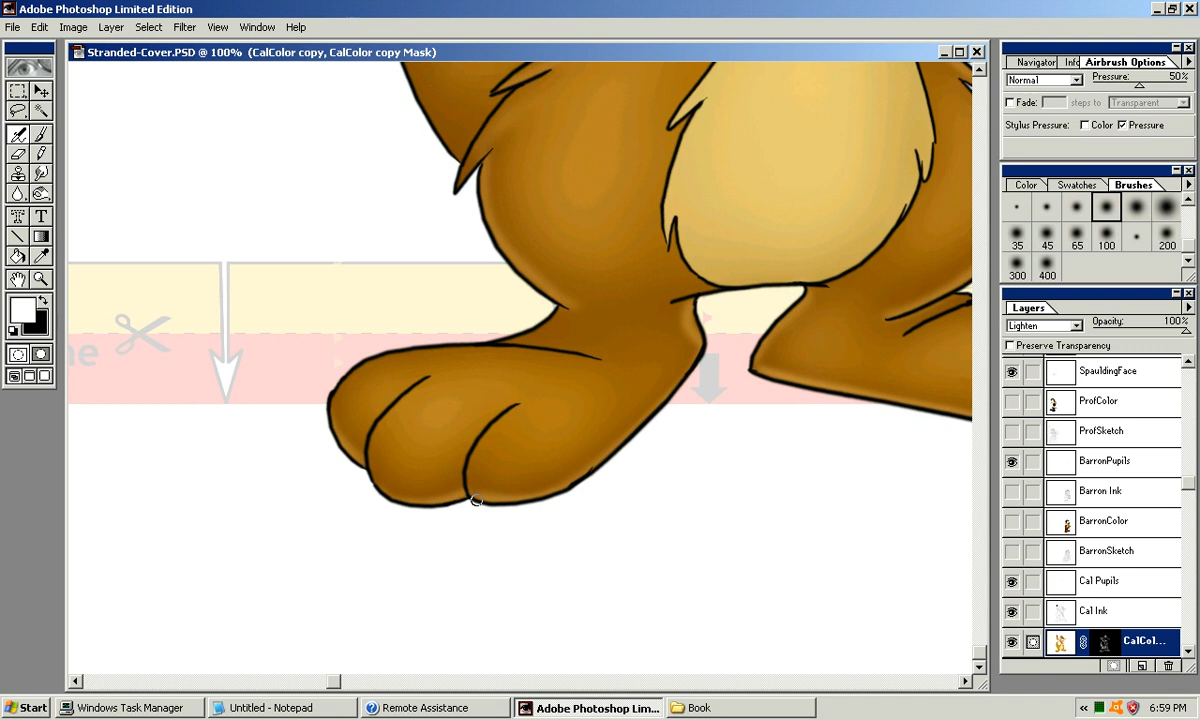 Adobe Photoshop Limited Edition
File Edit Image Layer Select Filter View Window Help
Stranded-Cover.PSD @ 100% (CalColor copy, CalColor copy Mask)
Navigator Info Airbrush Options
Normal Pressure: 50%
Fade: steps to Transparent
Stylus Pressure: Color Pressure
Color Swatches Brushes
35 45 65 100 200
300 400
Layers
Lighten Opacity: 100%
Preserve Transparency
SpauldingFace
ProfColor
ProfSketch
BarronPupils
Barron Ink
BarronColor
BarronSketch
Cal Pupils
Cal Ink
CalCol...
ne
Start Windows Task Manager Untitled - Notepad Remote Assistance Adobe Photoshop Lim... Book 6:59 PM